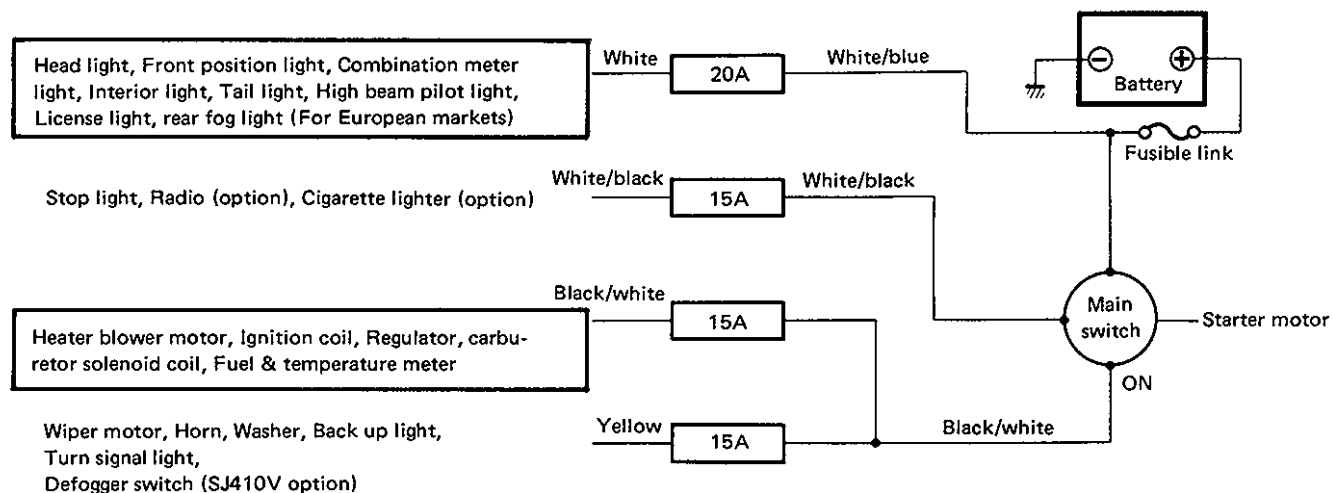 Head light, Front position light, Combination meter
light, Interior light, Tail light, High beam pilot light,
License light, rear fog light (For European markets)
White
20A
White/blue
Battery
Fusible link
Stop light, Radio (option), Cigarette lighter (option)
White/black
15A
White/black
Main
switch
Starter motor
ON
Heater blower motor, Ignition coil, Regulator, carbu-
retor solenoid coil, Fuel & temperature meter
Black/white
15A
Wiper motor, Horn, Washer, Back up light,
Turn signal light,
Defogger switch (SJ410V option)
Yellow
15A
Black/white